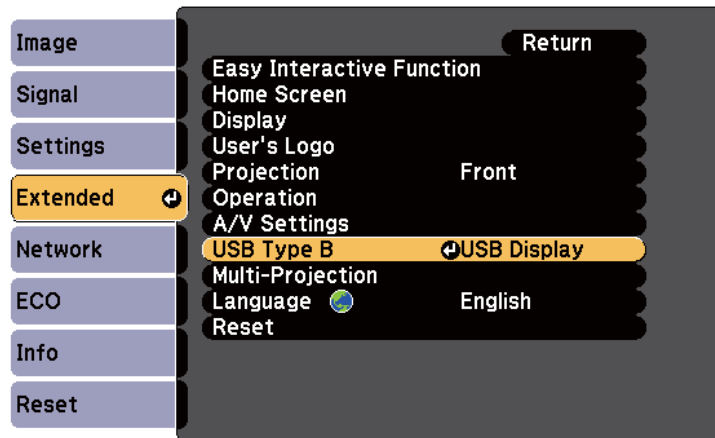 Image
Signal
Settings
Extended
Network
ECO
Info
Reset
Return
Easy Interactive Function
Home Screen
Display
User's Logo
Projection Front
Operation
A/V Settings
USB Type B USB Display
Multi-Projection
Language English
Reset